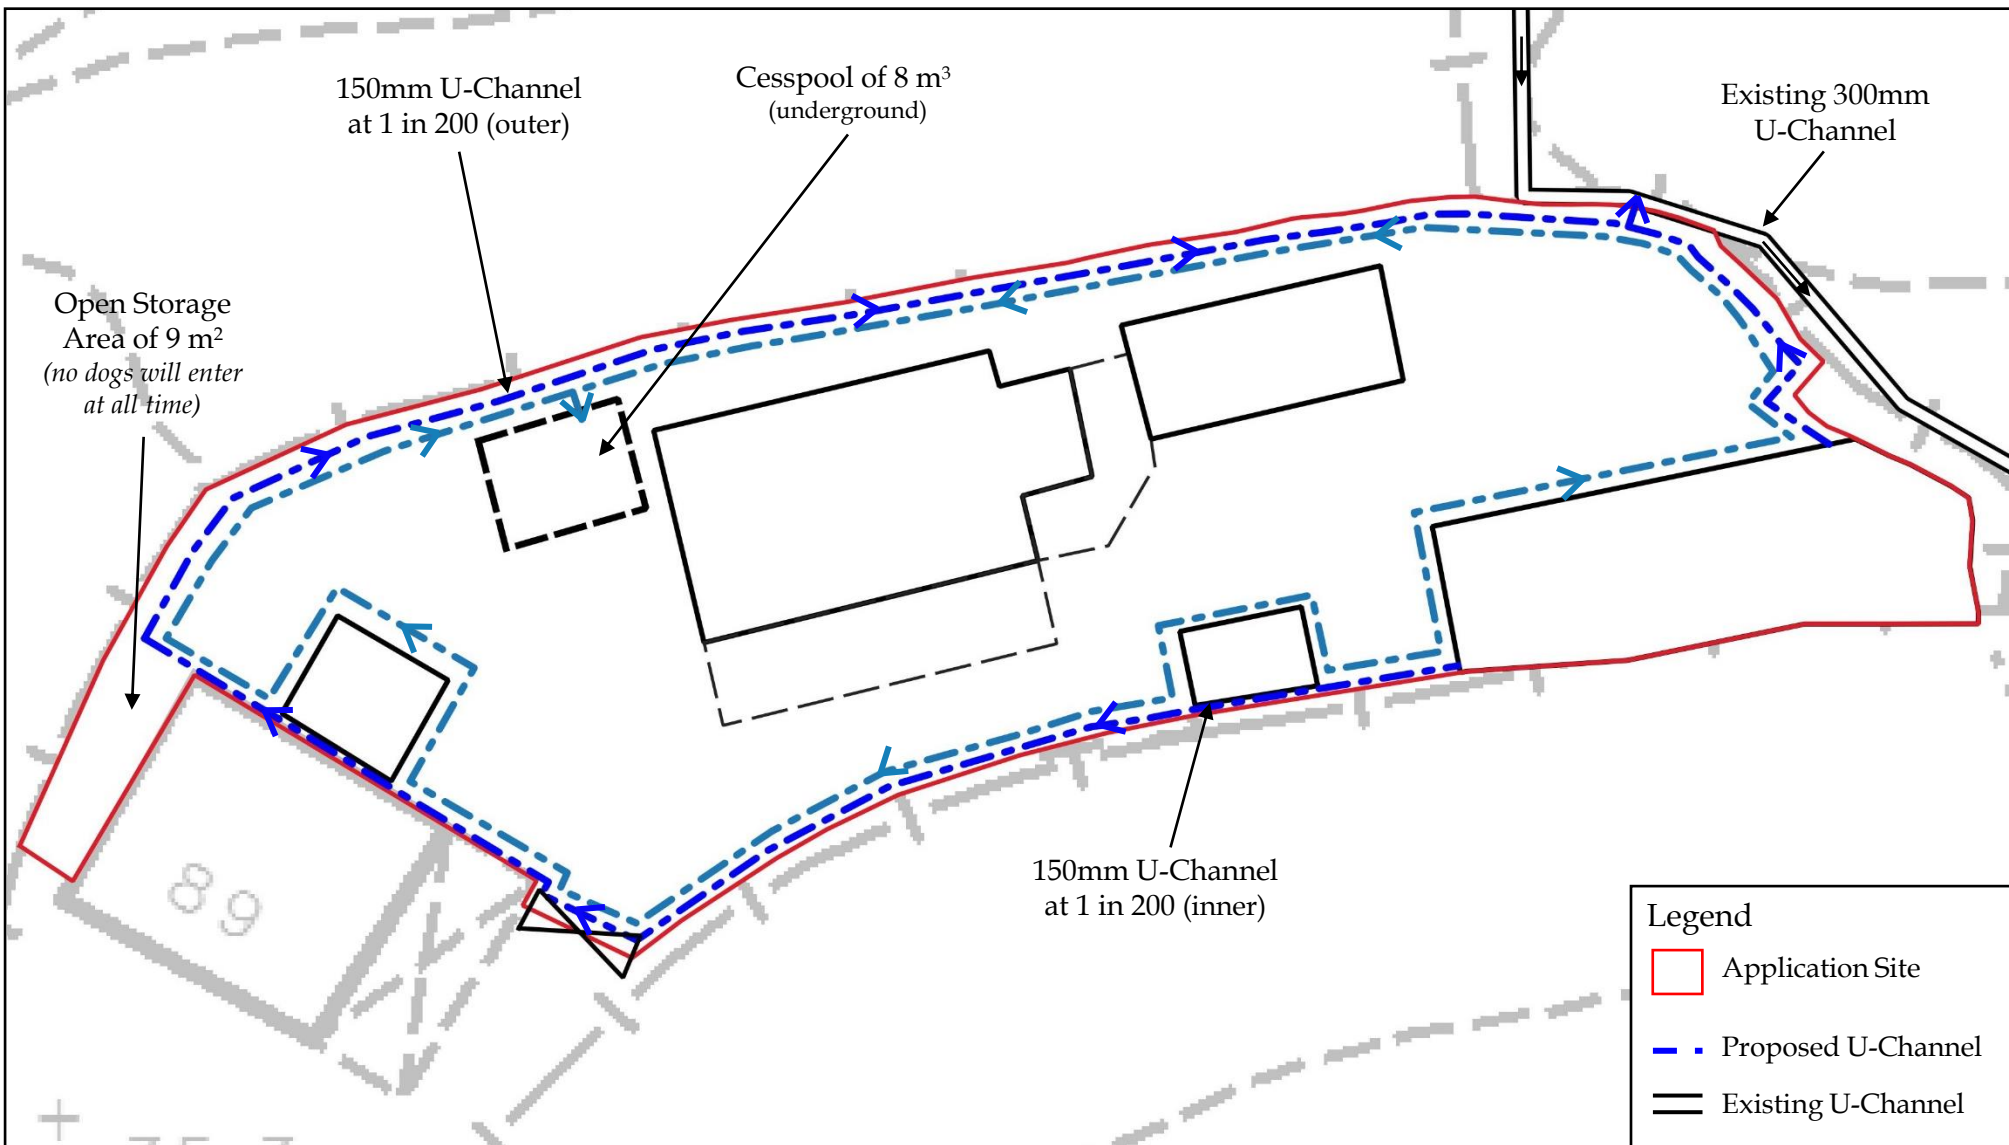 150mm U-Channel
at 1 in 200 (outer)
Cesspool of 8 m³
(underground)
Existing 300mm
U-Channel
Open Storage
Area of 9 m²
(no dogs will enter
at all time)
150mm U-Channel
at 1 in 200 (inner)
89
Legend
Application Site
Proposed U-Channel
Existing U-Channel